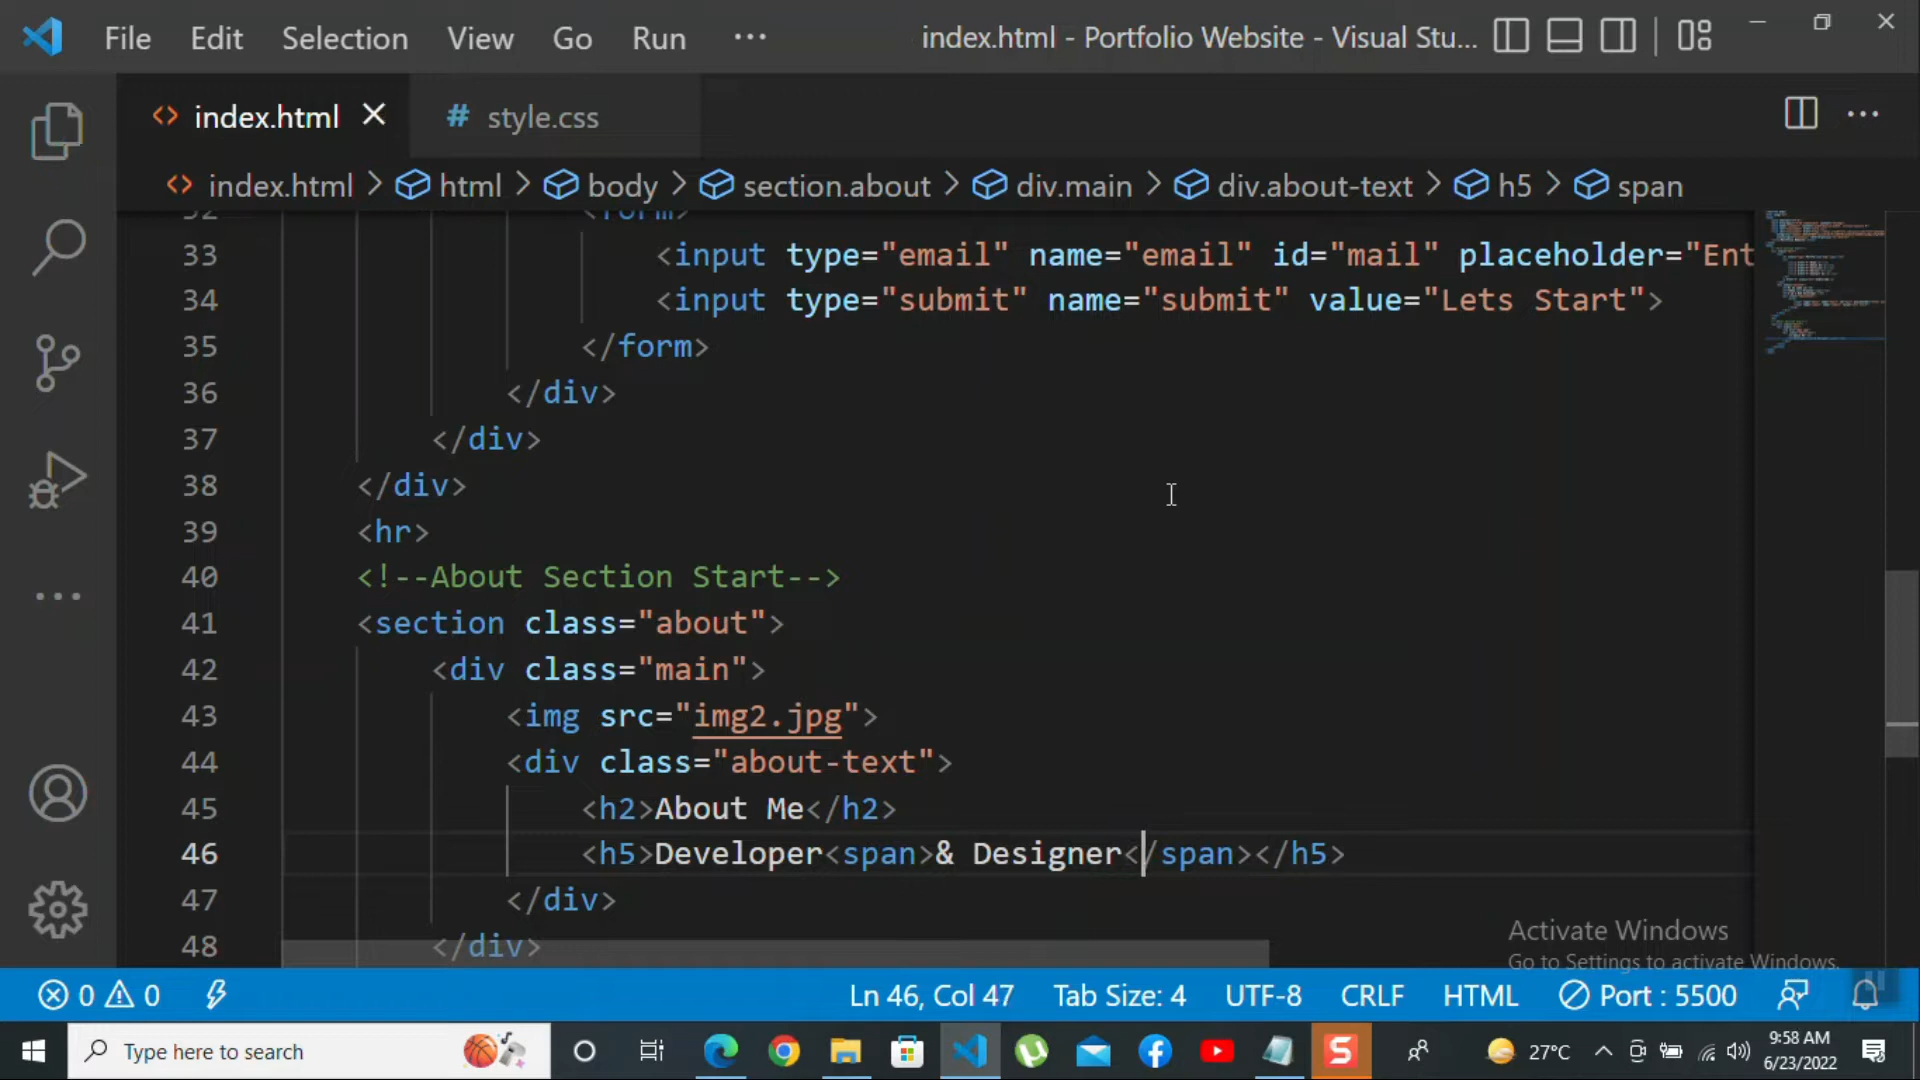 File Edit Selection View Go Run ··· index.html - Portfolio Website - Visual Stu...
<> index.html # style.css ···
<> index.html > html > body > section.about > div.main > div.about-text > h5 > span
32 <form>
33 <input type="email" name="email" id="mail" placeholder="Ent
34 <input type="submit" name="submit" value="Lets Start">
35 </form>
36 </div>
37 </div>
38 </div>
39 <hr>
40 <!--About Section Start-->
41 <section class="about">
42 <div class="main">
43 <img src="img2.jpg">
44 <div class="about-text">
45 <h2>About Me</h2>
46 <h5>Developer<span>& Designer</span></h5>
47 </div>
48 </div>
Activate Windows
Go to Settings to activate Windows.
0 0 Ln 46, Col 47 Tab Size: 4 UTF-8 CRLF HTML Port : 5500
Type here to search 27°C 9:58 AM
6/23/2022